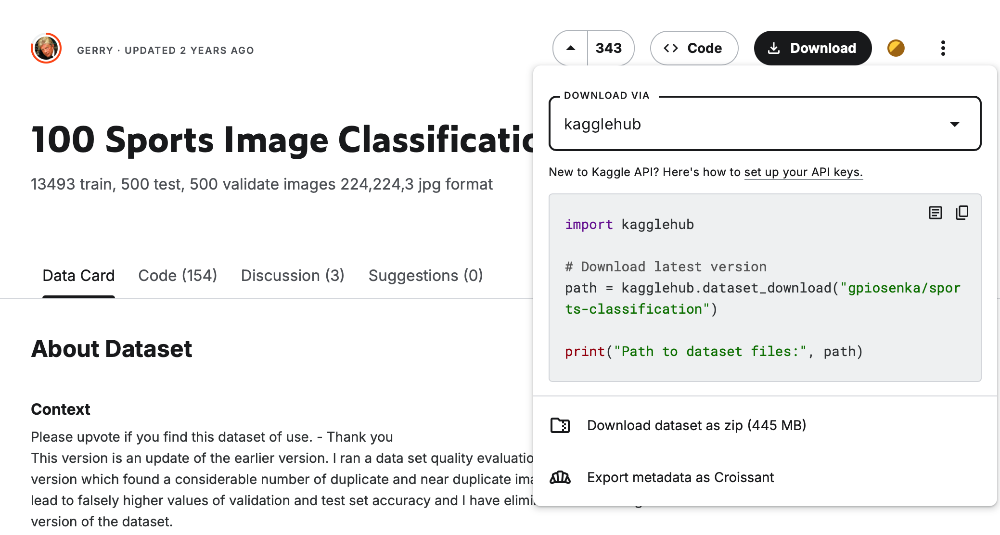 GERRY · UPDATED 2 YEARS AGO
343
Code
Download
100 Sports Image Classificatio
13493 train, 500 test, 500 validate images 224,224,3 jpg format
Data Card
Code (154)
Discussion (3)
Suggestions (0)
About Dataset
Context
Please upvote if you find this dataset of use. - Thank you
This version is an update of the earlier version. I ran a data set quality evaluatio
version which found a considerable number of duplicate and near duplicate ima
lead to falsely higher values of validation and test set accuracy and I have elimi
version of the dataset.
DOWNLOAD VIA
kagglehub
New to Kaggle API? Here's how to set up your API keys.
import kagglehub
# Download latest version
path = kagglehub.dataset_download("gpiosenka/spor
ts-classification")
print("Path to dataset files:", path)
Download dataset as zip (445 MB)
Export metadata as Croissant